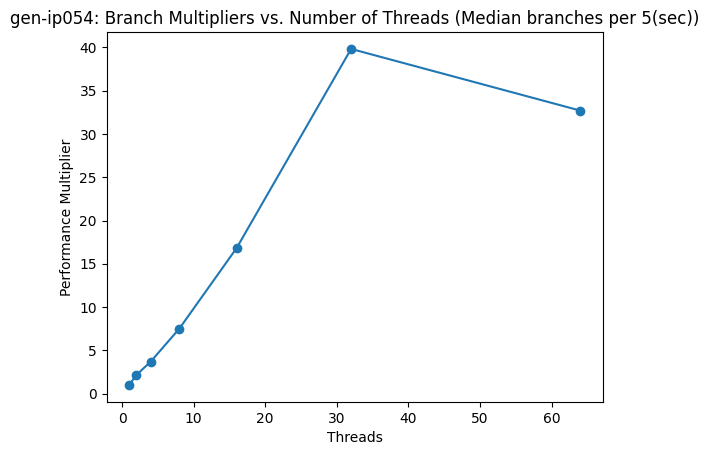 gen-ip054: Branch Multipliers vs. Number of Threads (Median branches per 5(sec))
40
35
30
25
20
15
10
5
0
Performance Multiplier
0 10 20 30 40 50 60
Threads